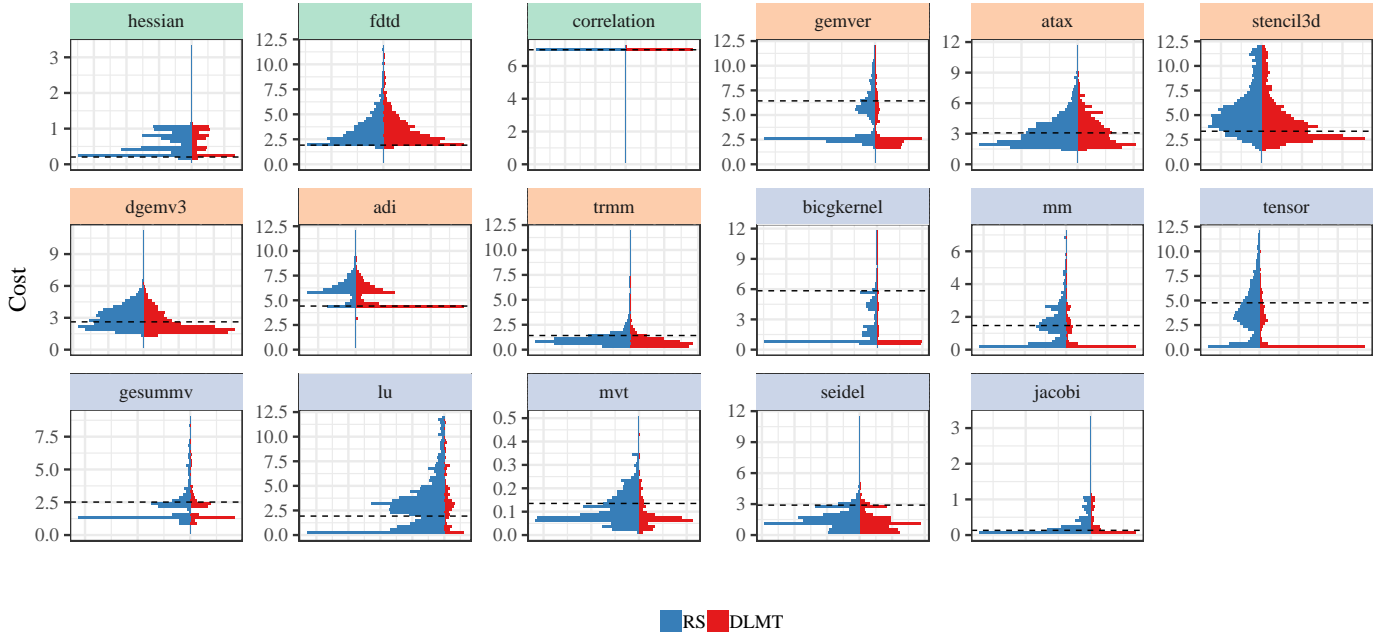 hessian fdtd correlation gemver atax stencil3d
3 2 1 0
12.5 10.0 7.5 5.0 2.5 0.0
6 4 2 0
12.5 10.0 7.5 5.0 2.5 0.0
12 9 6 3 0
12.5 10.0 7.5 5.0 2.5 0.0
Cost
dgemv3 adi trmm bicgkernel mm tensor
9 6 3 0
12.5 10.0 7.5 5.0 2.5 0.0
12.5 10.0 7.5 5.0 2.5 0.0
12 9 6 3 0
6 4 2 0
12.5 10.0 7.5 5.0 2.5 0.0
gesummv lu mvt seidel jacobi
7.5 5.0 2.5 0.0
12.5 10.0 7.5 5.0 2.5 0.0
0.5 0.4 0.3 0.2 0.1 0.0
12 9 6 3 0
3 2 1 0
RS DLMT